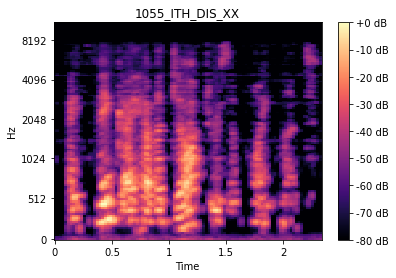 1055_ITH_DIS_XX
8192
4096
2048
1024
512
0
Hz
0
0.5
1
1.5
2
Time
+0 dB
-10 dB
-20 dB
-30 dB
-40 dB
-50 dB
-60 dB
-70 dB
-80 dB